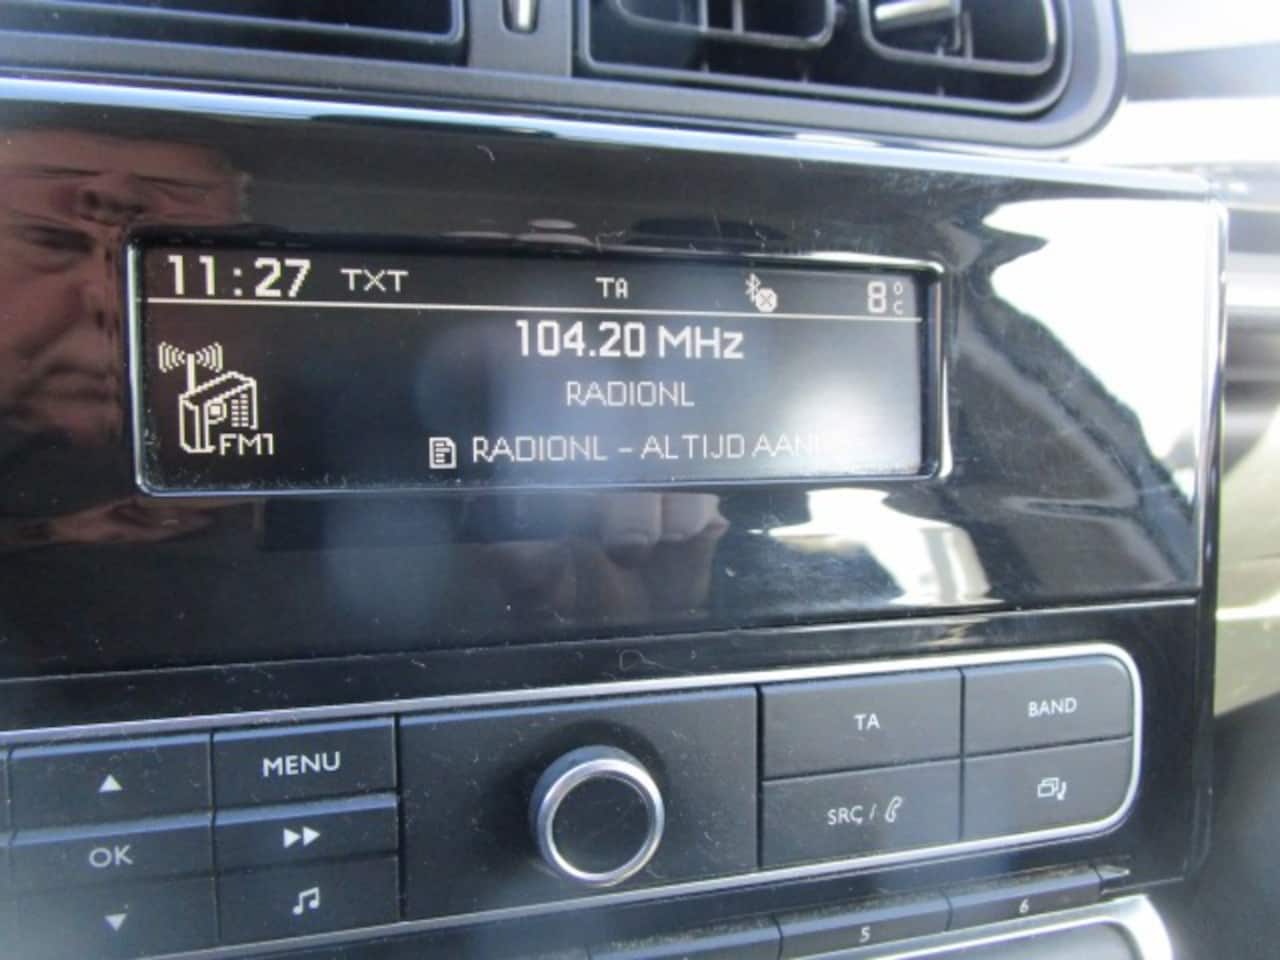 11:27 TXT TA 8°C
104.20 MHz
RADIONL
FM1
RADIONL - ALTIJD
TA
BAND
MENU
SRC /
OK
5
6